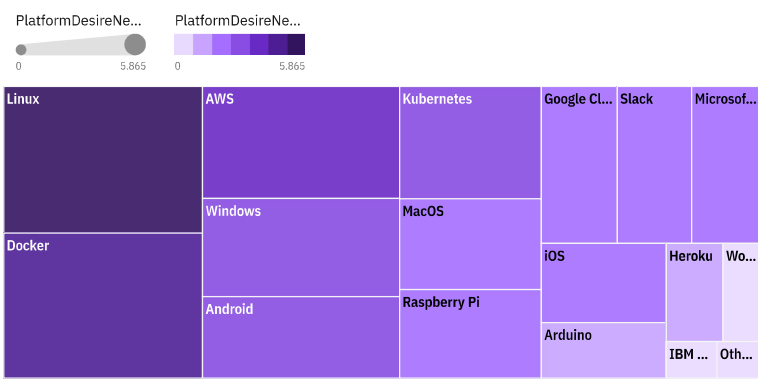 PlatformDesireNe...
0 5.865
PlatformDesireNe...
0 5.865
Linux
Docker
AWS
Windows
Android
Kubernetes
MacOS
Raspberry Pi
Google Cl...
Slack
Microsof...
iOS
Arduino
Heroku
Wo...
IBM ...
Oth...